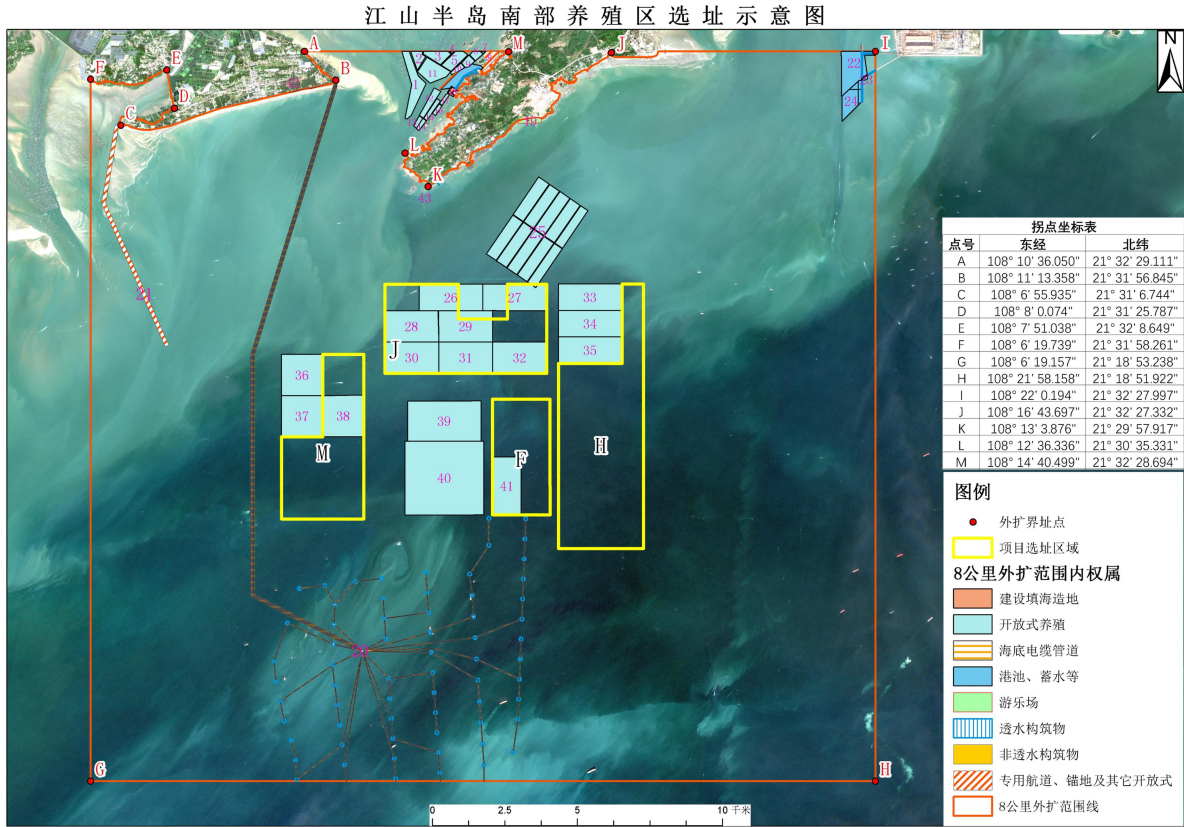 江山半岛南部养殖区选址示意图
A
M
J
I
N
F
E
B
D
C
L
K
43
1
11
22
24
25
21
26
27
33
28
29
34
J
30
31
32
35
36
37
38
39
M
40
F
41
H
G
H
拐点坐标表
点号 东经 北纬
A 108° 10′ 36.050″ 21° 32′ 29.111″
B 108° 11′ 13.358″ 21° 31′ 56.845″
C 108° 6′ 55.935″ 21° 31′ 6.744″
D 108° 8′ 0.074″ 21° 31′ 25.787″
E 108° 7′ 51.038″ 21° 32′ 8.649″
F 108° 6′ 19.739″ 21° 31′ 58.261″
G 108° 6′ 19.157″ 21° 18′ 53.238″
H 108° 21′ 58.158″ 21° 18′ 51.922″
I 108° 22′ 0.194″ 21° 32′ 27.997″
J 108° 16′ 43.697″ 21° 32′ 27.332″
K 108° 13′ 3.876″ 21° 29′ 57.917″
L 108° 12′ 36.336″ 21° 30′ 35.331″
M 108° 14′ 40.499″ 21° 32′ 28.694″
图例
外扩界址点
项目选址区域
8公里外扩范围内权属
建设填海造地
开放式养殖
海底电缆管道
港池、蓄水等
游乐场
透水构筑物
非透水构筑物
专用航道、锚地及其它开放式
8公里外扩范围线
0 2.5 5 10 千米